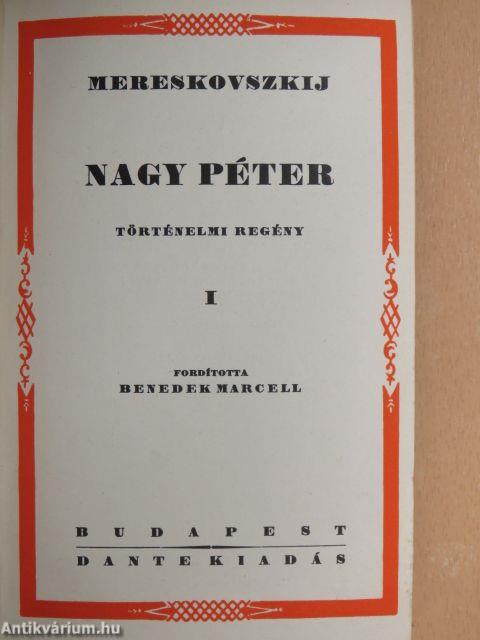 MERESKOVSZKIJ
NAGY PÉTER
TÖRTÉNELMI REGÉNY
I
FORDÍTOTTA
BENEDEK MARCELL
BUDAPEST
DANTE KIADÁS
Antikvárium.hu